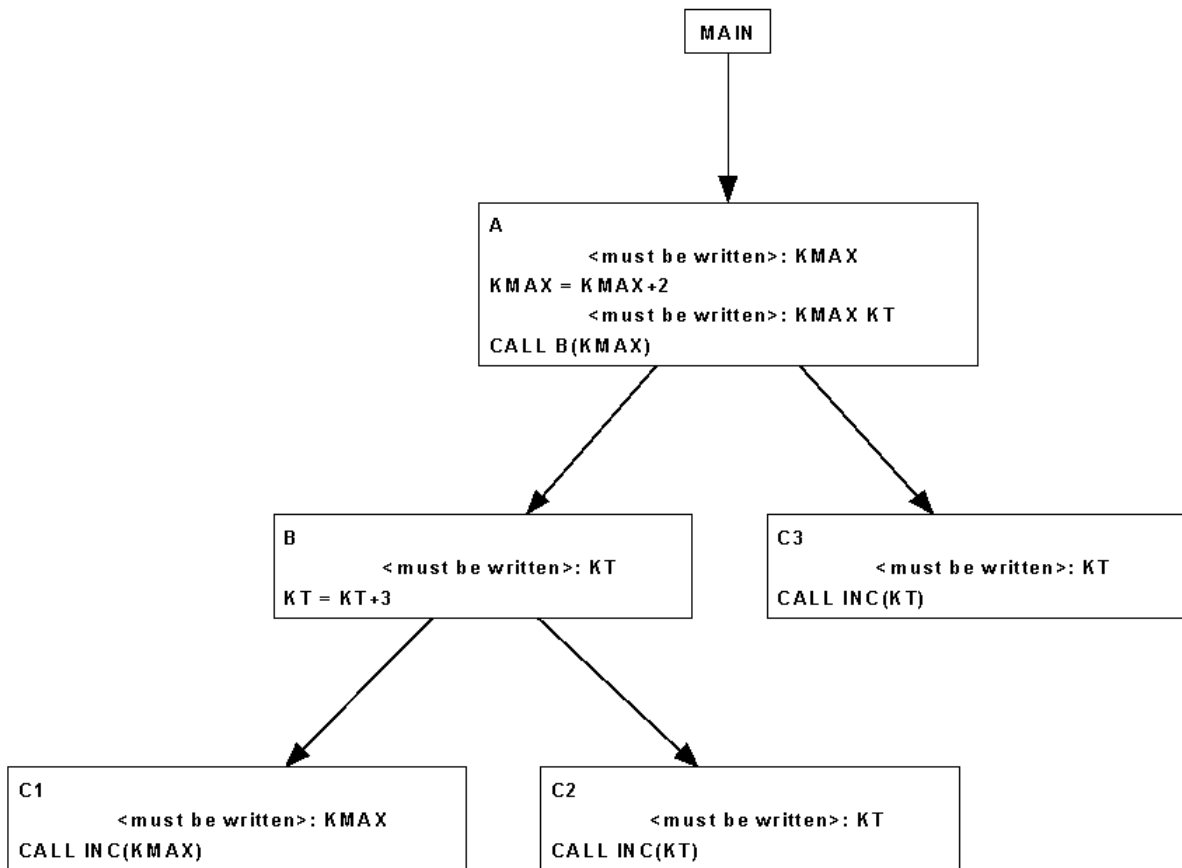 MAIN
A
<must be written>: KMAX
KMAX = KMAX+2
<must be written>: KMAX KT
CALL B(KMAX)
B
<must be written>: KT
KT = KT+3
C3
<must be written>: KT
CALL INC(KT)
C1
<must be written>: KMAX
CALL INC(KMAX)
C2
<must be written>: KT
CALL INC(KT)